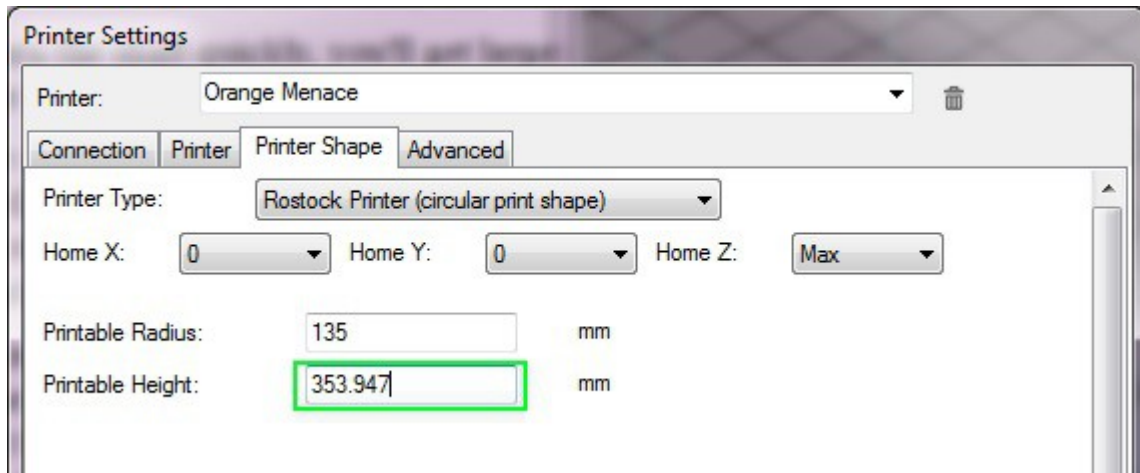 Printer Settings
Printer: Orange Menace
Connection Printer Printer Shape Advanced
Printer Type: Rostock Printer (circular print shape)
Home X: 0 Home Y: 0 Home Z: Max
Printable Radius: 135 mm
Printable Height: 353.947 mm